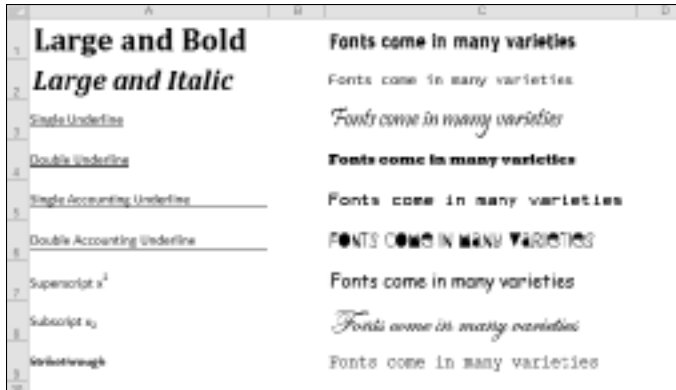 A B C D
1 Large and Bold Fonts come in many varieties
2 Large and Italic Fonts come in many varieties
3 Single Underline Fonts come in many varieties
4 Double Underline Fonts come in many varieties
5 Single Accounting Underline Fonts come in many varieties
6 Double Accounting Underline FONTS COME IN MANY VARIETIES
7 Superscript x² Fonts come in many varieties
8 Subscript x₂ Fonts come in many varieties
9 Strikethrough Fonts come in many varieties
10